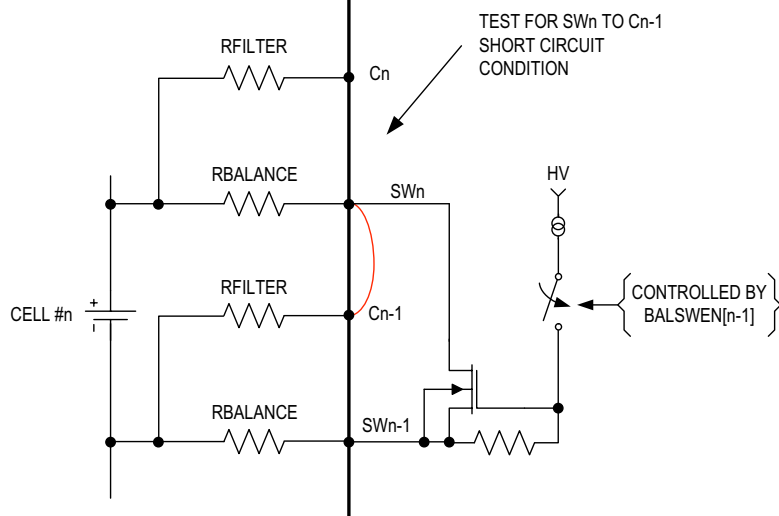 TEST FOR SWn TO Cn-1
SHORT CIRCUIT
CONDITION
RFILTER
Cn
RBALANCE
SWn
HV
RFILTER
CELL #n
+
–
Cn-1
CONTROLLED BY
BALSWEN[n-1]
RBALANCE
SWn-1